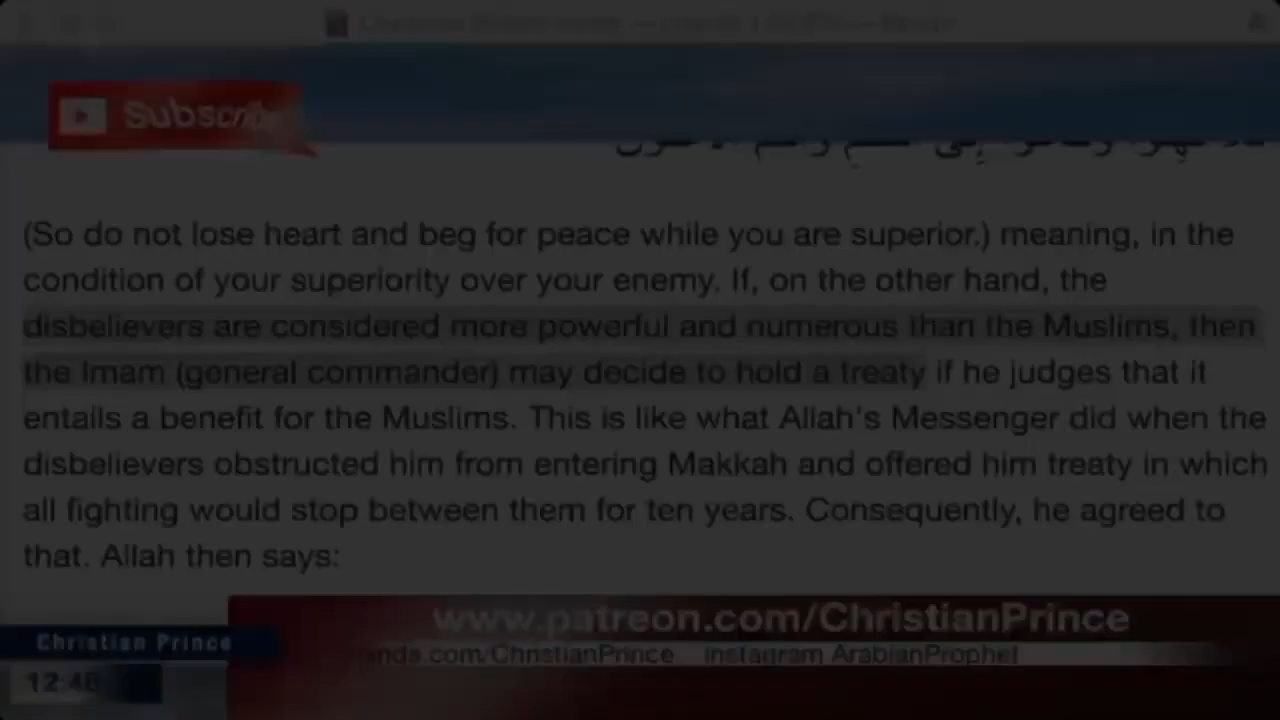 Subscribe
(So do not lose heart and beg for peace while you are superior.) meaning, in the
condition of your superiority over your enemy. If, on the other hand, the
disbelievers are considered more powerful and numerous than the Muslims, then
the Imam (general commander) may decide to hold a treaty if he judges that it
entails a benefit for the Muslims. This is like what Allah's Messenger did when the
disbelievers obstructed him from entering Makkah and offered him treaty in which
all fighting would stop between them for ten years. Consequently, he agreed to
that. Allah then says:
www.patreon.com/ChristianPrince
Christian Prince
.com/ChristianPrince instagram ArabianProphet